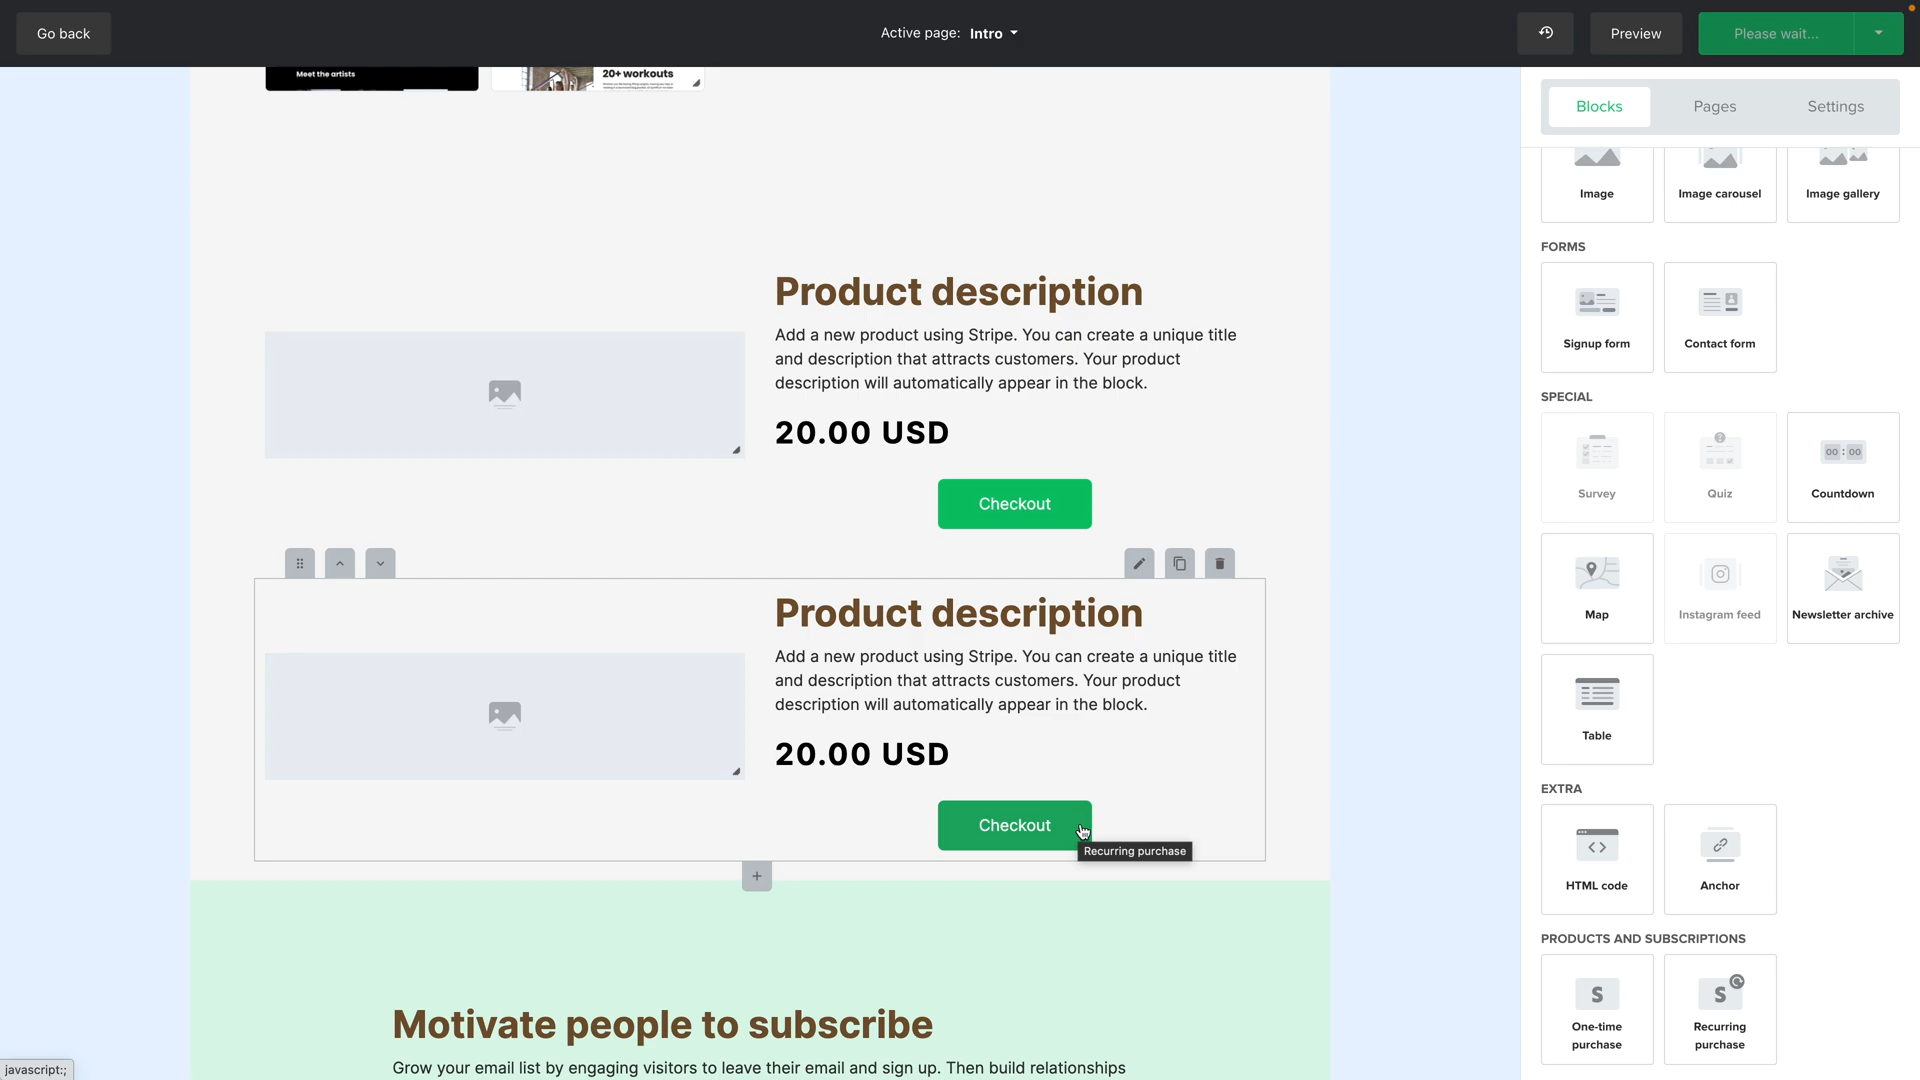 Go back
Active page: Intro
Preview
Please wait...
Meet the artists
20+ workouts
Blocks
Pages
Settings
Image
Image carousel
Image gallery
FORMS
Signup form
Contact form
SPECIAL
Survey
Quiz
00 : 00
Countdown
Map
Instagram feed
Newsletter archive
Table
EXTRA
HTML code
Anchor
PRODUCTS AND SUBSCRIPTIONS
S
One-time
purchase
S
Recurring
purchase
Product description
Add a new product using Stripe. You can create a unique title
and description that attracts customers. Your product
description will automatically appear in the block.
20.00 USD
Checkout
Product description
Add a new product using Stripe. You can create a unique title
and description that attracts customers. Your product
description will automatically appear in the block.
20.00 USD
Checkout
Recurring purchase
Motivate people to subscribe
Grow your email list by engaging visitors to leave their email and sign up. Then build relationships
javascript:;